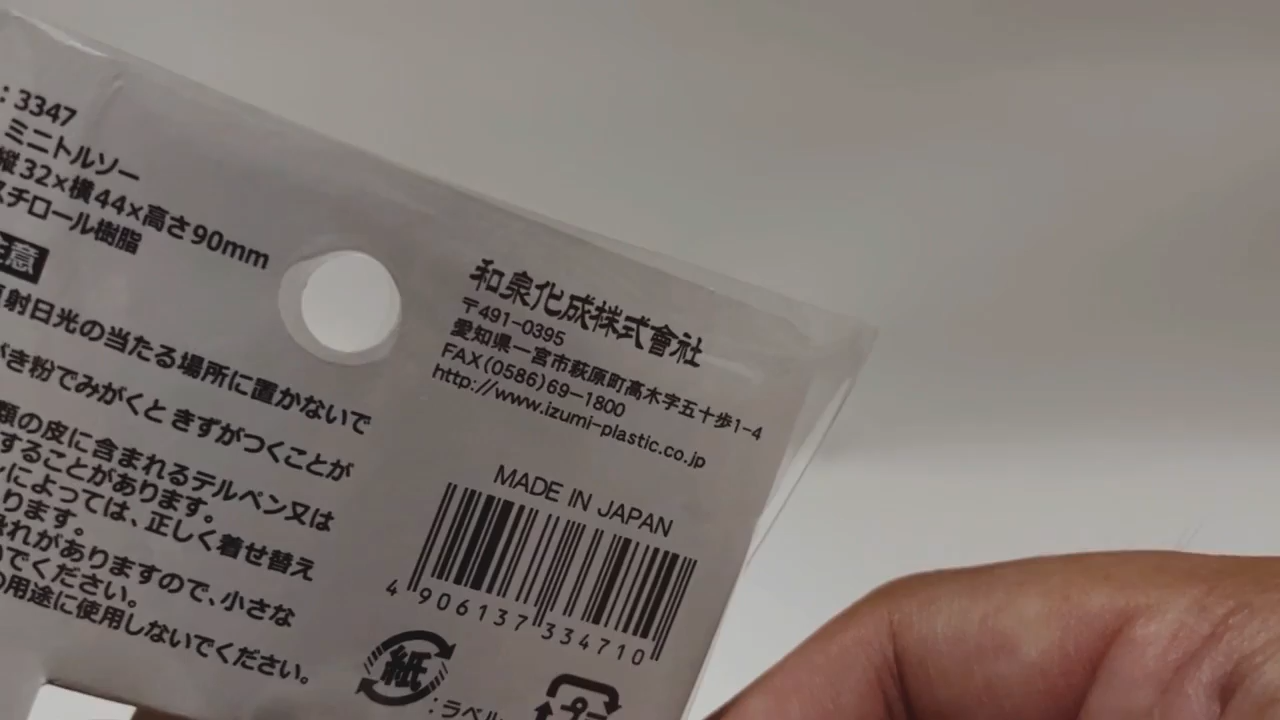 : 3347
ミニトルソー
縦32×横44×高さ90mm
スチロール樹脂
注意
射日光の当たる場所に置かないで
き粉でみがくと きずがつくことが
類の皮に含まれるテルペン又は
することがあります。
によっては、正しく着せ替え
ります。
れがありますので、小さな
でください。
の用途に使用しないでください。
和泉化成株式會社
〒491-0395
愛知県一宮市萩原町高木字五十歩1-4
FAX(0586)69-1800
http://www.izumi-plastic.co.jp
MADE IN JAPAN
4 906137 334710
紙
:ラベル
プラ